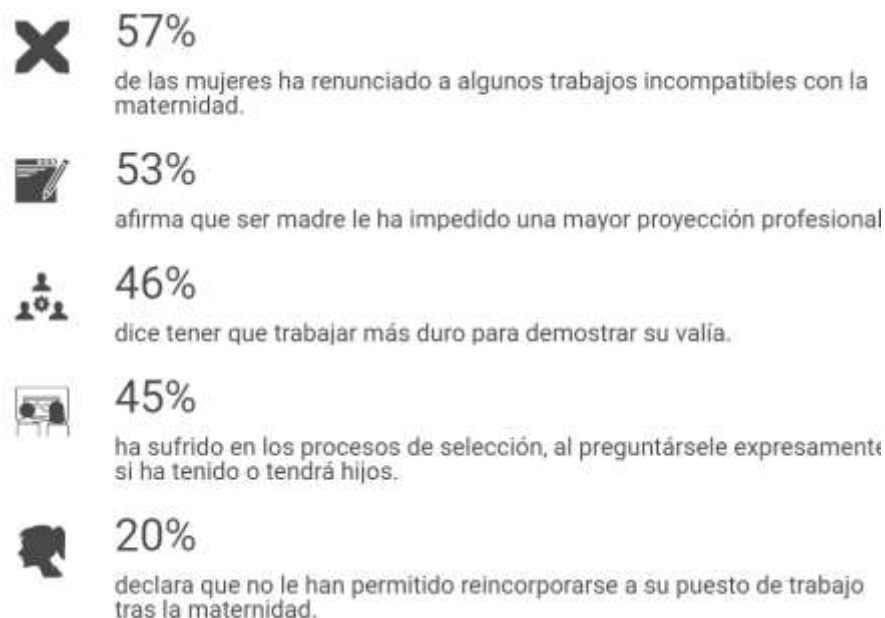 57%
de las mujeres ha renunciado a algunos trabajos incompatibles con la
maternidad.
53%
afirma que ser madre le ha impedido una mayor proyección profesional
46%
dice tener que trabajar más duro para demostrar su valía.
45%
ha sufrido en los procesos de selección, al preguntársele expresamente
si ha tenido o tendrá hijos.
20%
declara que no le han permitido reincorporarse a su puesto de trabajo
tras la maternidad.